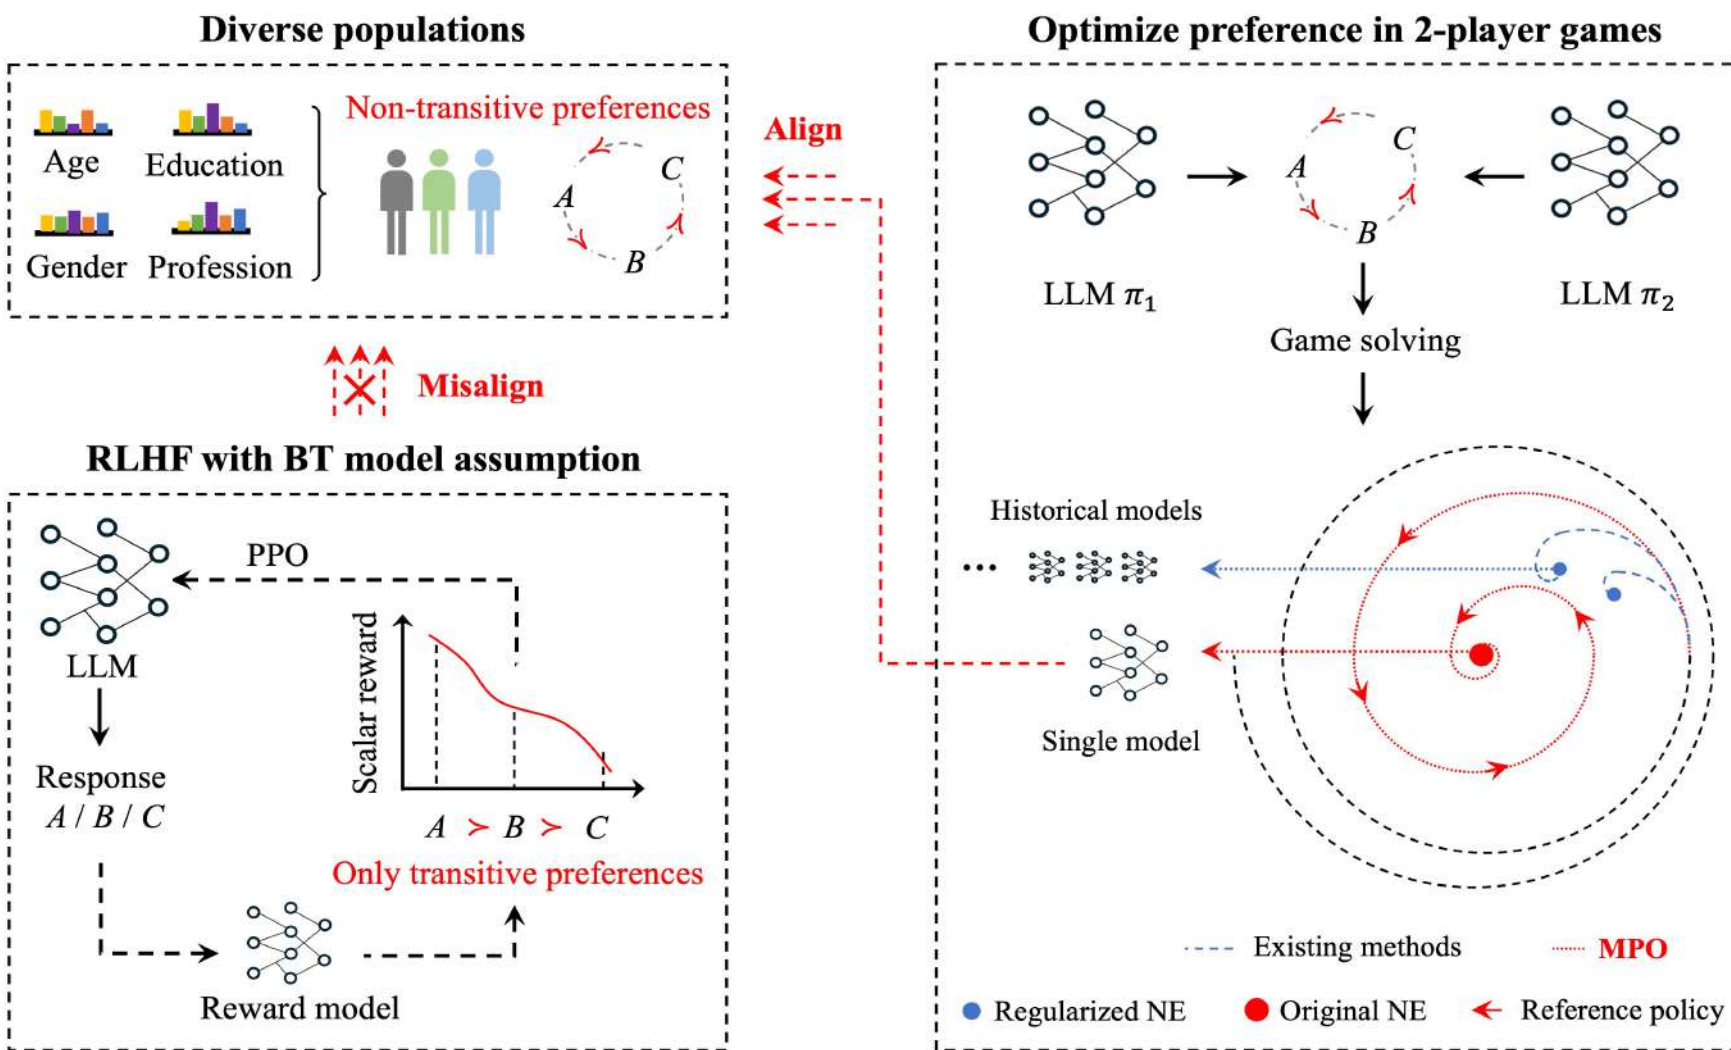 Diverse populations
Age
Education
Gender
Profession
Non-transitive preferences
A
C
B
Misalign
Align
RLHF with BT model assumption
PPO
LLM
Response
A / B / C
Reward model
Scalar reward
A ≻ B ≻ C
Only transitive preferences
Optimize preference in 2-player games
LLM π1
A
C
B
LLM π2
Game solving
Historical models
...
Single model
Existing methods
MPO
Regularized NE
Original NE
Reference policy